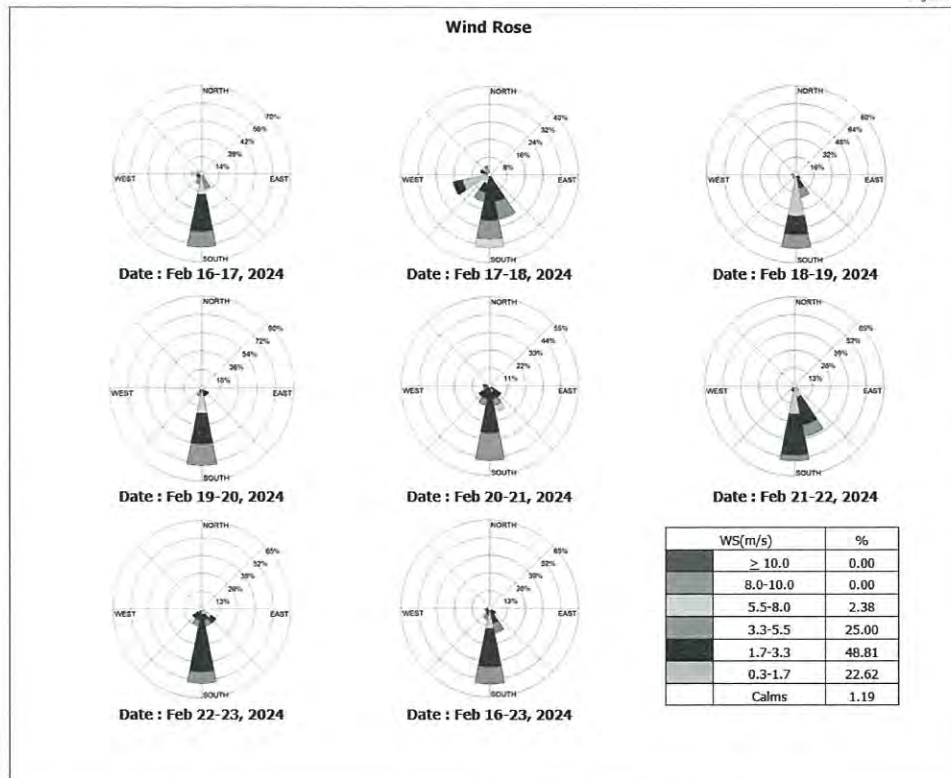 Wind Rose
NORTH
70%
56%
42%
28%
14%
WEST
EAST
SOUTH
Date : Feb 16-17, 2024
NORTH
40%
32%
24%
16%
8%
WEST
EAST
SOUTH
Date : Feb 17-18, 2024
NORTH
80%
64%
48%
32%
16%
WEST
EAST
SOUTH
Date : Feb 18-19, 2024
NORTH
90%
72%
54%
36%
18%
WEST
EAST
SOUTH
Date : Feb 19-20, 2024
NORTH
55%
44%
33%
22%
11%
WEST
EAST
SOUTH
Date : Feb 20-21, 2024
NORTH
65%
52%
39%
26%
13%
WEST
EAST
SOUTH
Date : Feb 21-22, 2024
NORTH
65%
52%
39%
26%
13%
WEST
EAST
SOUTH
Date : Feb 22-23, 2024
NORTH
65%
52%
39%
26%
13%
WEST
EAST
SOUTH
Date : Feb 16-23, 2024
WS(m/s) %
≥ 10.0 0.00
8.0-10.0 0.00
5.5-8.0 2.38
3.3-5.5 25.00
1.7-3.3 48.81
0.3-1.7 22.62
Calms 1.19